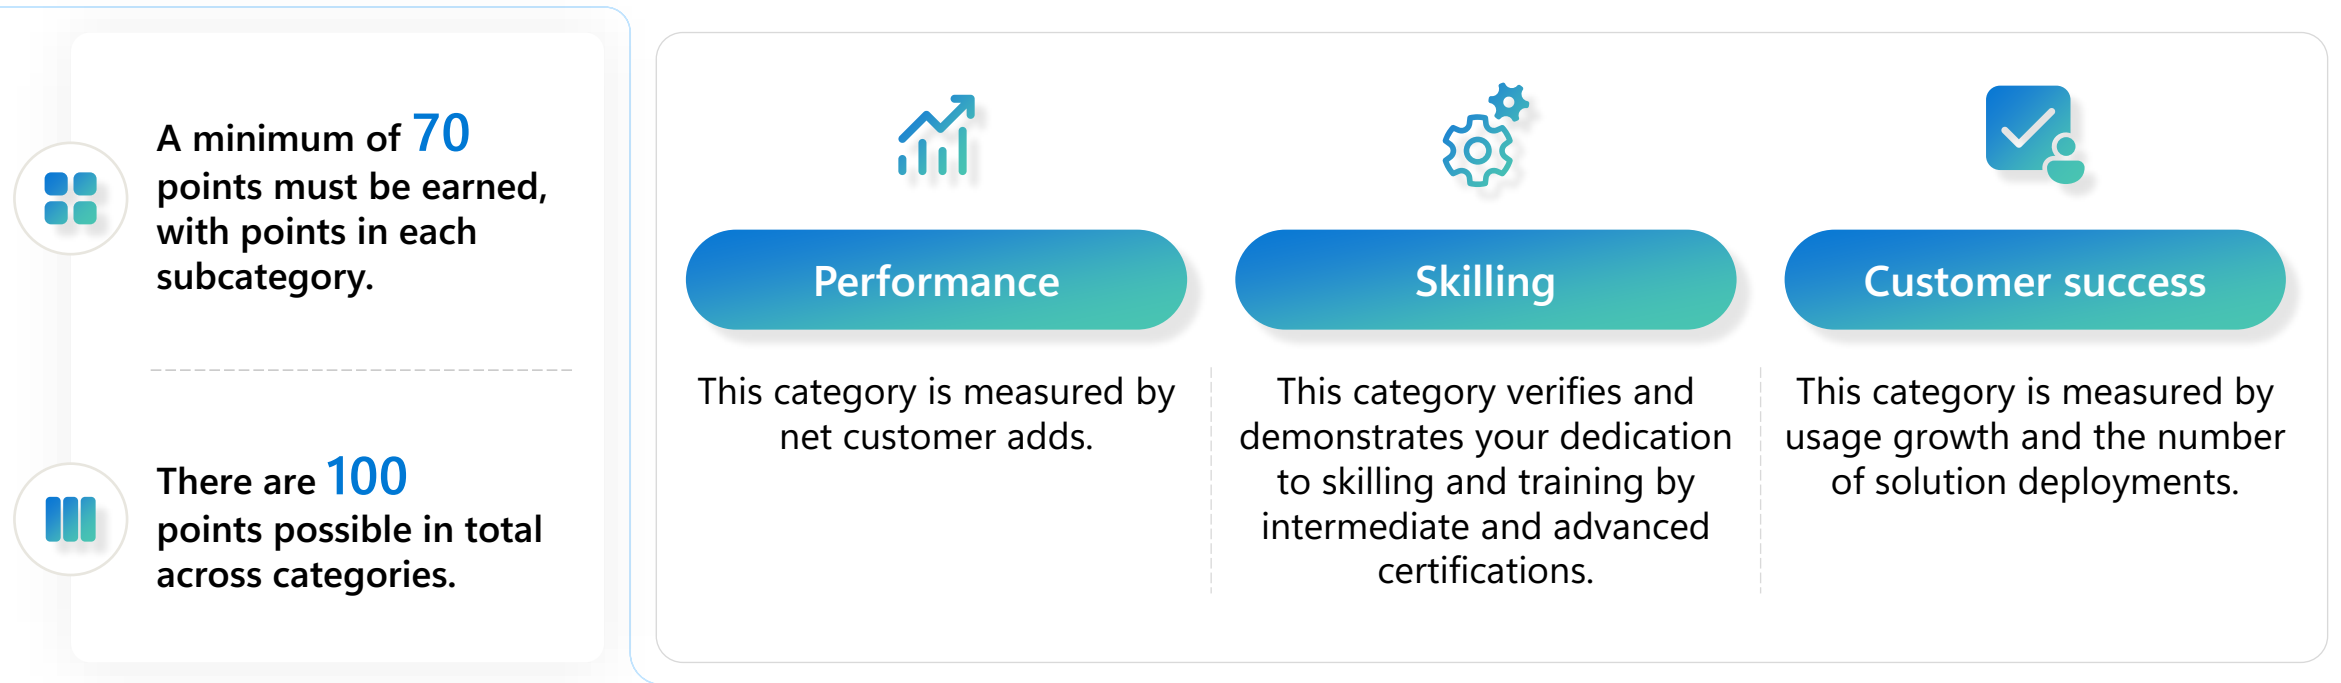 A minimum of 70
points must be earned,
with points in each
subcategory.
There are 100
points possible in total
across categories.
Performance
This category is measured by
net customer adds.
Skilling
This category verifies and
demonstrates your dedication
to skilling and training by
intermediate and advanced
certifications.
Customer success
This category is measured by
usage growth and the number
of solution deployments.